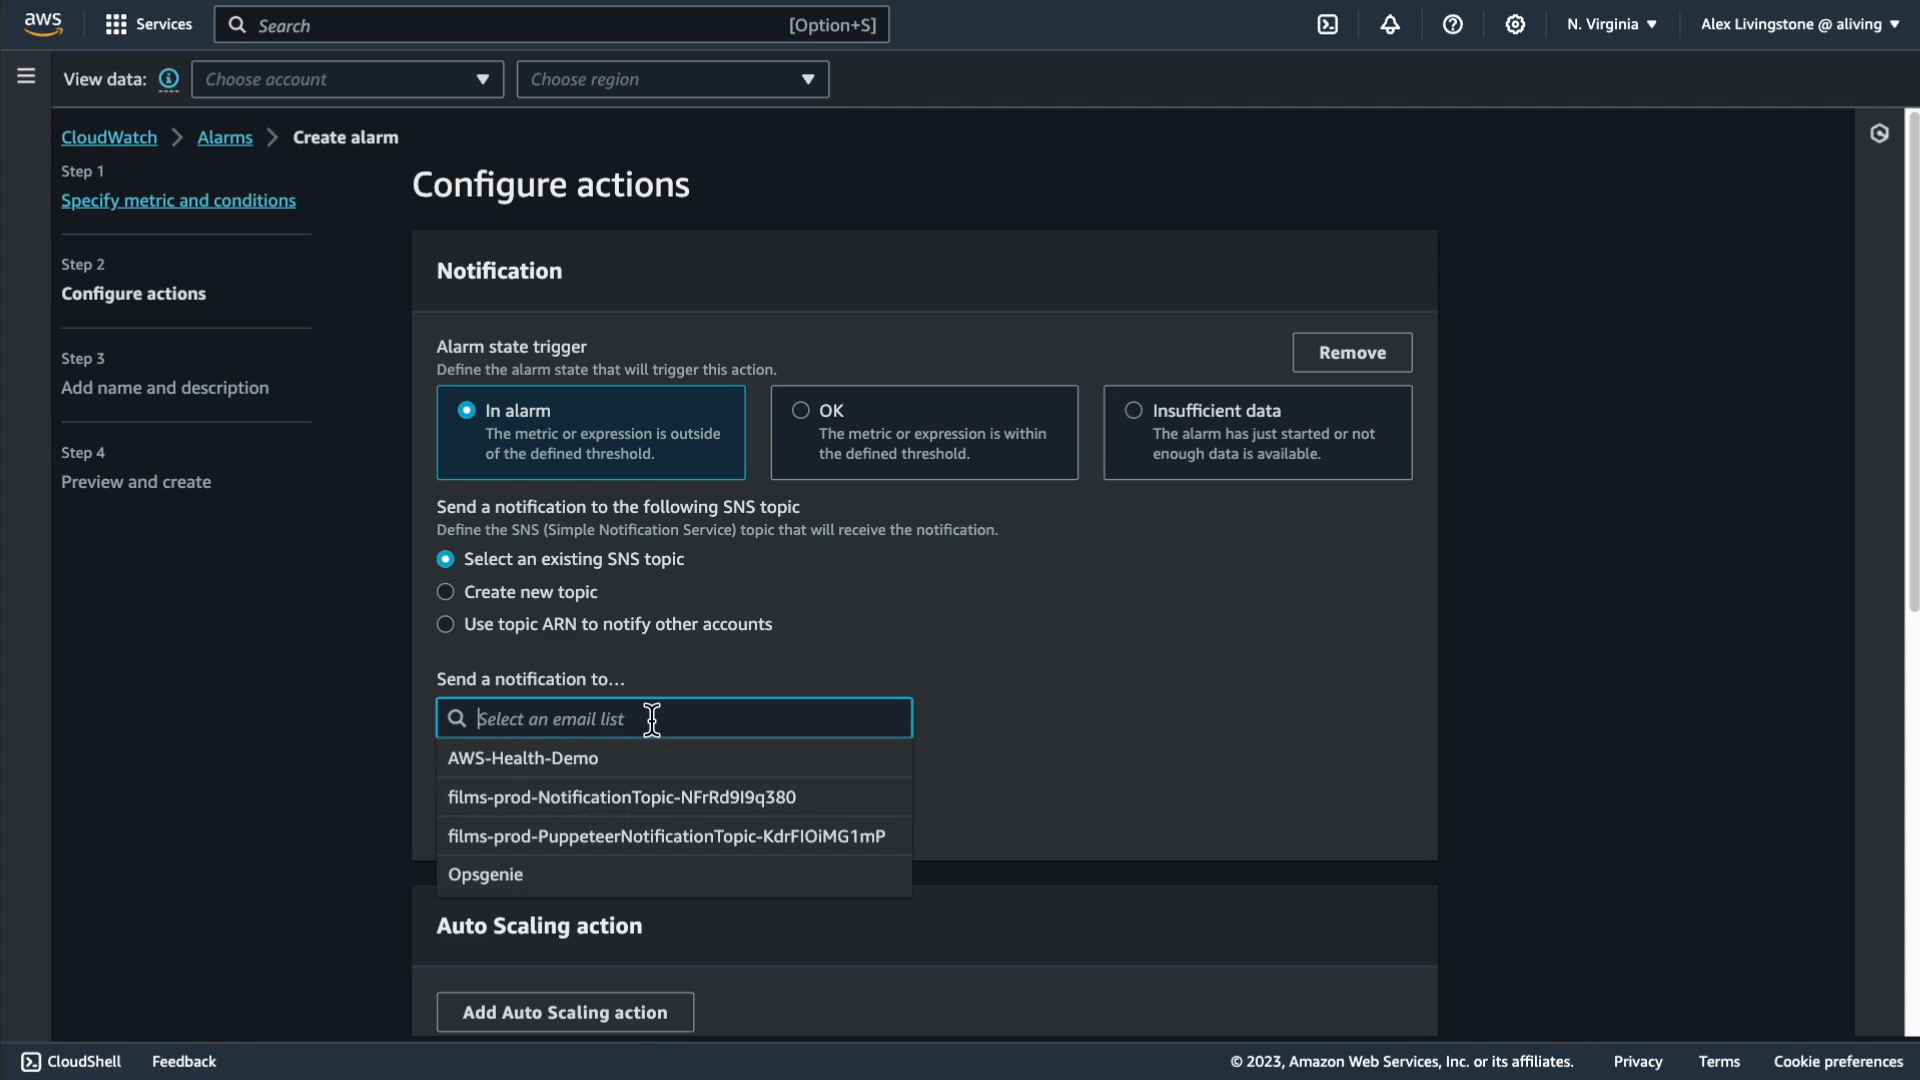 aws
Services
Search
[Option+S]
N. Virginia
Alex Livingstone @ aliving
View data:
Choose account
Choose region
CloudWatch
Alarms
Create alarm
Step 1
Specify metric and conditions
Step 2
Configure actions
Step 3
Add name and description
Step 4
Preview and create
Configure actions
Notification
Alarm state trigger
Define the alarm state that will trigger this action.
Remove
In alarm
The metric or expression is outside
of the defined threshold.
OK
The metric or expression is within
the defined threshold.
Insufficient data
The alarm has just started or not
enough data is available.
Send a notification to the following SNS topic
Define the SNS (Simple Notification Service) topic that will receive the notification.
Select an existing SNS topic
Create new topic
Use topic ARN to notify other accounts
Send a notification to…
Select an email list
AWS-Health-Demo
films-prod-NotificationTopic-NFrRd9I9q380
films-prod-PuppeteerNotificationTopic-KdrFIOiMG1mP
Opsgenie
Auto Scaling action
Add Auto Scaling action
CloudShell
Feedback
© 2023, Amazon Web Services, Inc. or its affiliates.
Privacy
Terms
Cookie preferences